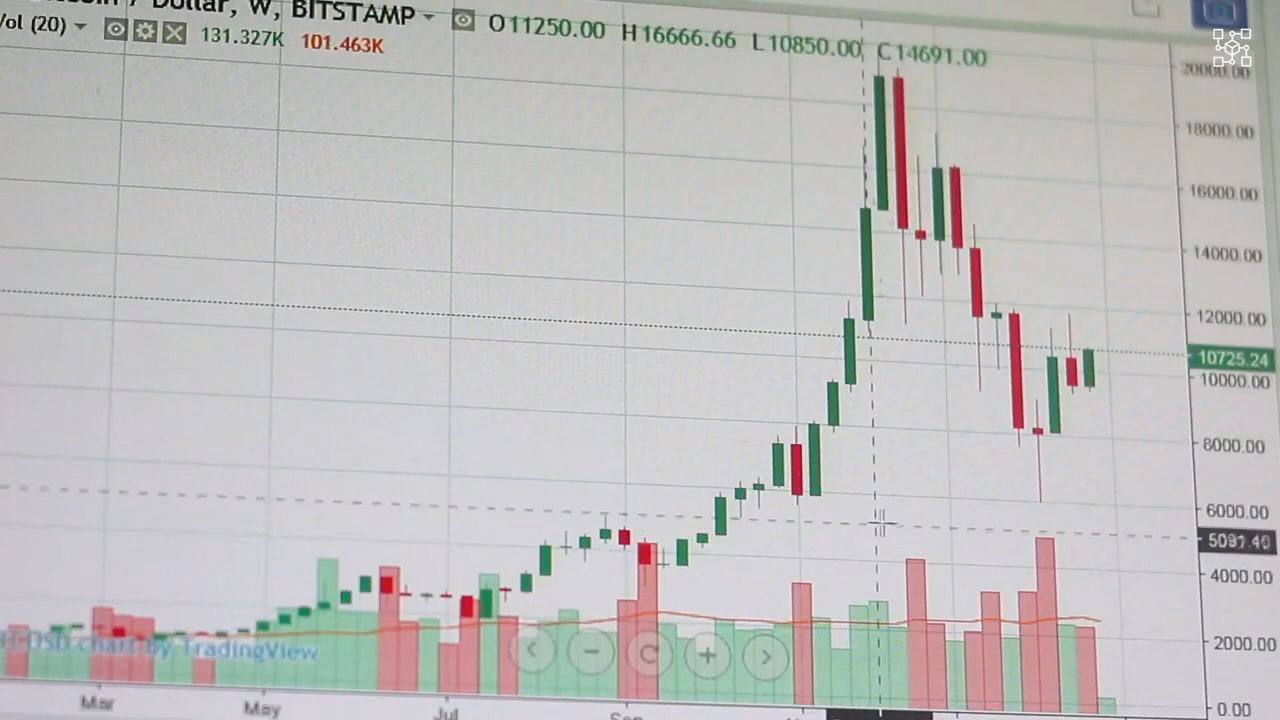 Dollar, W, BITSTAMP
Vol (20) 131.327K 101.463K
O11250.00 H16666.66 L10850.00 C14691.00
20000.00
18000.00
16000.00
14000.00
12000.00
10725.24
10000.00
8000.00
6000.00
5091.40
4000.00
2000.00
0.00
chart by TradingView
Mar
May
Jul
Sep